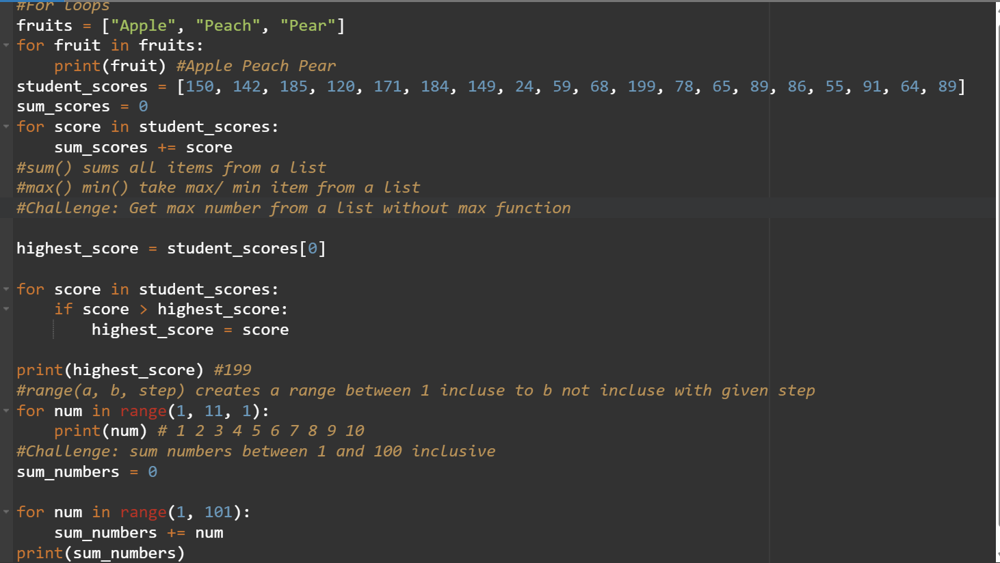 #For loops
fruits = ["Apple", "Peach", "Pear"]
for fruit in fruits:
    print(fruit) #Apple Peach Pear
student_scores = [150, 142, 185, 120, 171, 184, 149, 24, 59, 68, 199, 78, 65, 89, 86, 55, 91, 64, 89]
sum_scores = 0
for score in student_scores:
    sum_scores += score
#sum() sums all items from a list
#max() min() take max/ min item from a list
#Challenge: Get max number from a list without max function
highest_score = student_scores[0]
for score in student_scores:
    if score > highest_score:
        highest_score = score
print(highest_score) #199
#range(a, b, step) creates a range between 1 incluse to b not incluse with given step
for num in range(1, 11, 1):
    print(num) # 1 2 3 4 5 6 7 8 9 10
#Challenge: sum numbers between 1 and 100 inclusive
sum_numbers = 0
for num in range(1, 101):
    sum_numbers += num
print(sum_numbers)